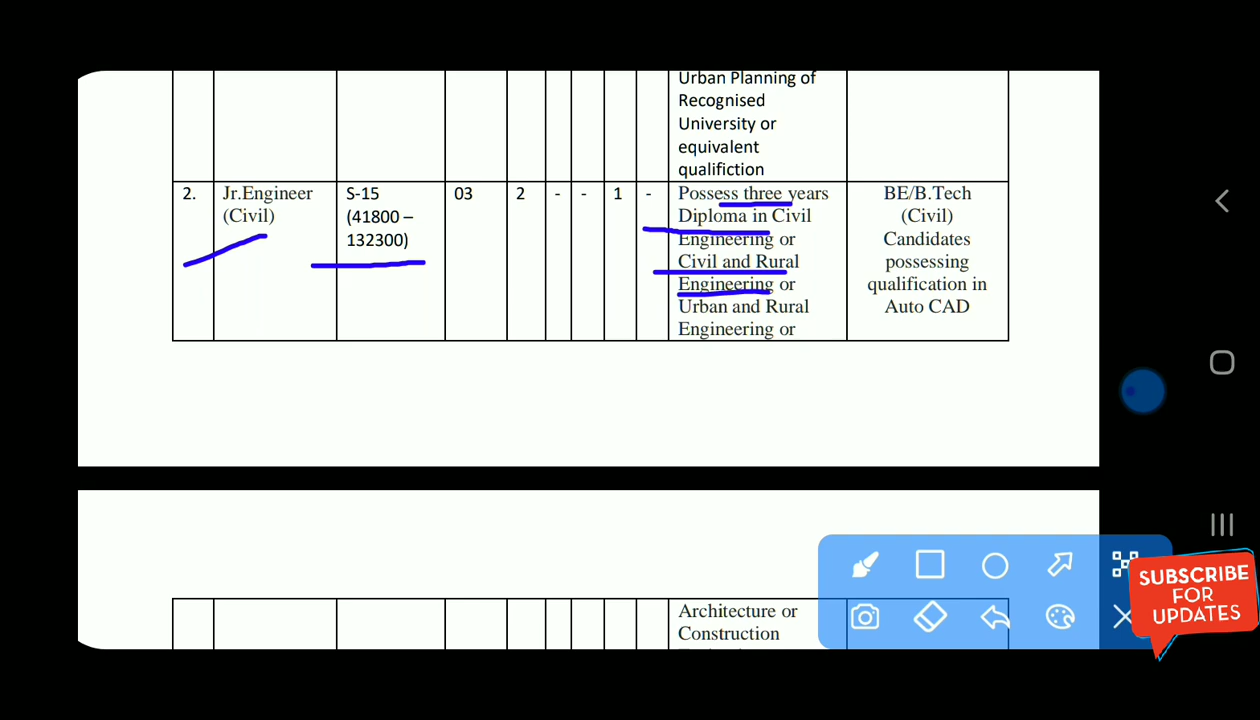 Urban Planning of
Recognised
University or
equivalent
qualifiction
2.
Jr.Engineer
(Civil)
S-15
(41800 –
132300)
03
2
-
-
1
-
Possess three years
Diploma in Civil
Engineering or
Civil and Rural
Engineering or
Urban and Rural
Engineering or
BE/B.Tech
(Civil)
Candidates
possessing
qualification in
Auto CAD
Architecture or
Construction
SUBSCRIBE
FOR
UPDATES